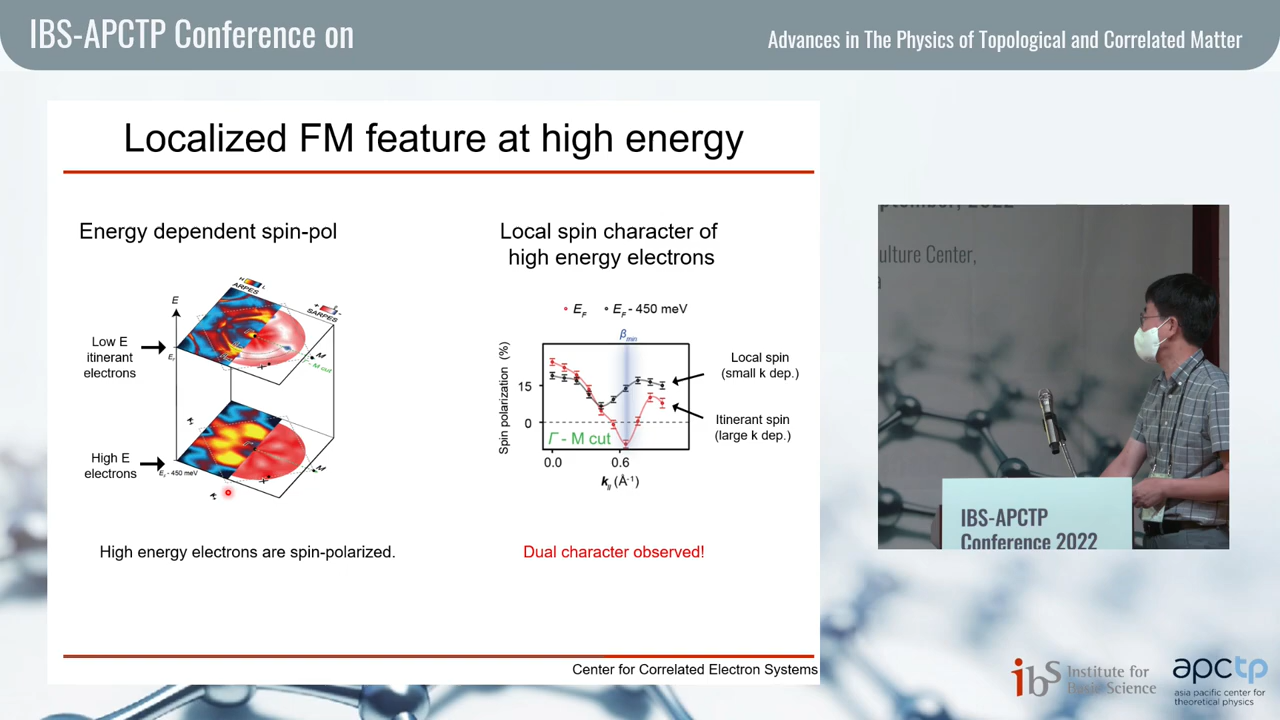 IBS-APCTP Conference on
Advances in The Physics of Topological and Correlated Matter
Localized FM feature at high energy
Energy dependent spin-pol
Local spin character of
high energy electrons
H L
ARPES
+ -
SARPES
E
E_F
Low E
itinerant
electrons
M
Γ - M cut
X
High E
electrons
E_F - 450 meV
M
X
E_F
E_F - 450 meV
β_min
Spin polarization (%)
15
0
Γ - M cut
0.0
0.6
k_∥ (Å⁻¹)
Local spin
(small k dep.)
Itinerant spin
(large k dep.)
High energy electrons are spin-polarized.
Dual character observed!
Center for Correlated Electron Systems
2022
ulture Center,
IBS-APCTP
Conference 2022
ibS Institute for
Basic Science
apctp
asia pacific center for
theoretical physics